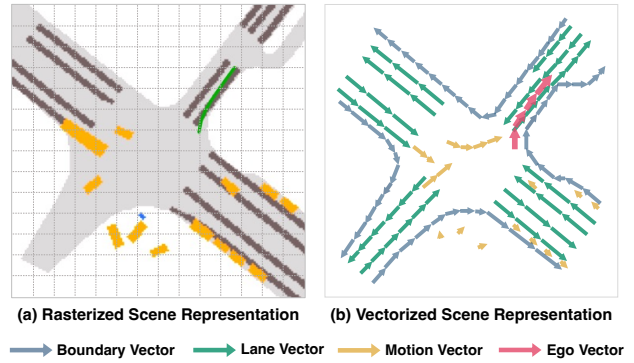 (a) Rasterized Scene Representation
(b) Vectorized Scene Representation
Boundary Vector Lane Vector Motion Vector Ego Vector